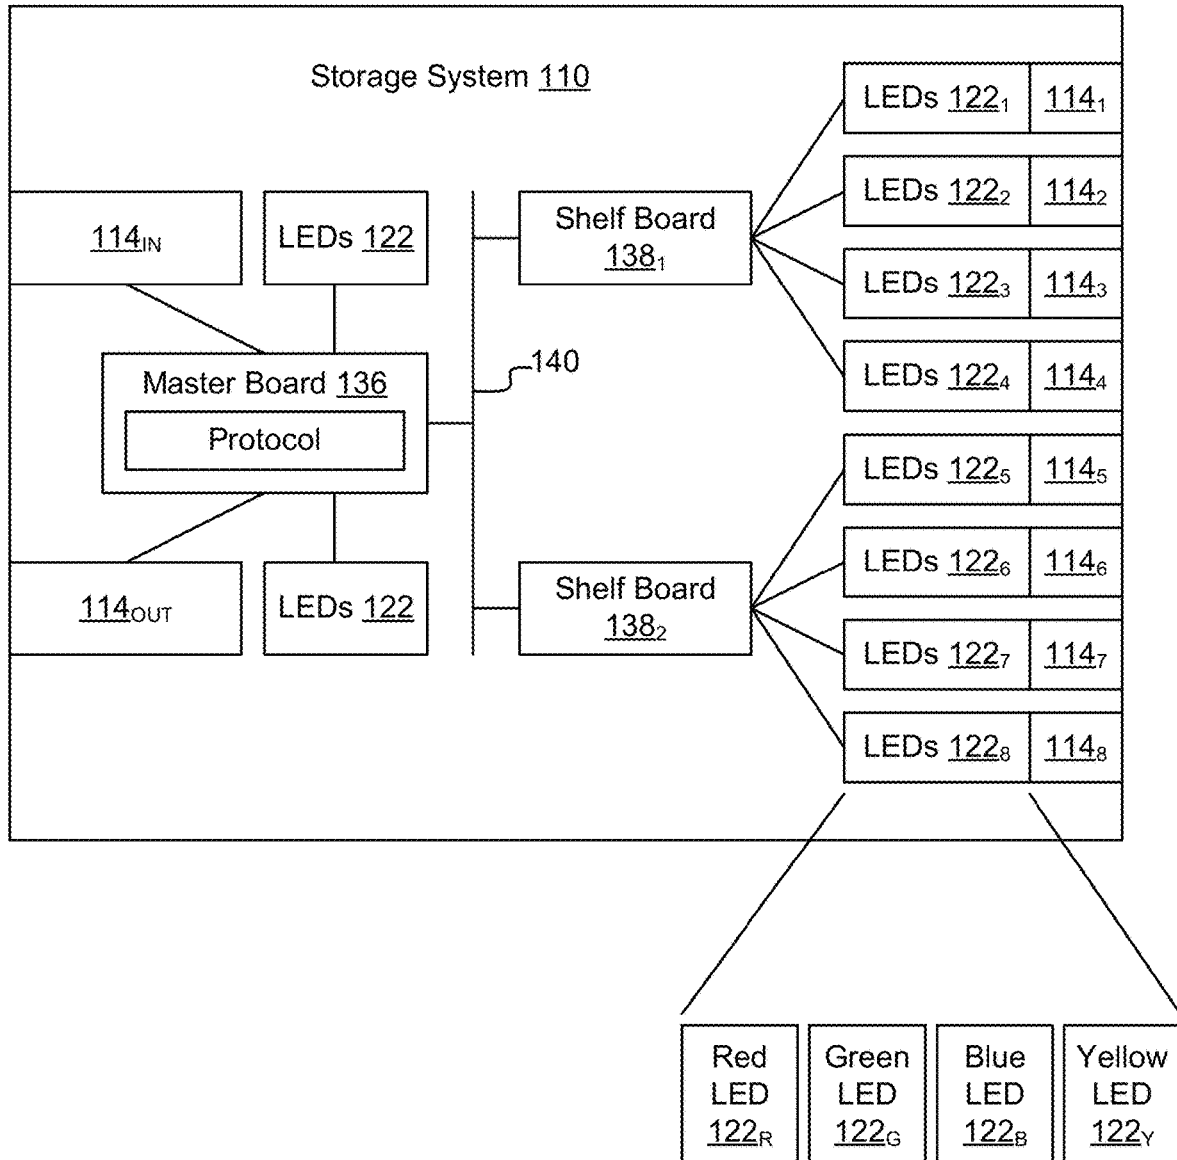 Storage System 110
LEDs 122₁ 114₁
LEDs 122₂ 114₂
LEDs 122₃ 114₃
LEDs 122₄ 114₄
LEDs 122₅ 114₅
LEDs 122₆ 114₆
LEDs 122₇ 114₇
LEDs 122₈ 114₈
114IN
LEDs 122
Shelf Board
138₁
140
Master Board 136
Protocol
114OUT
LEDs 122
Shelf Board
138₂
Red
LED
122R
Green
LED
122G
Blue
LED
122B
Yellow
LED
122Y